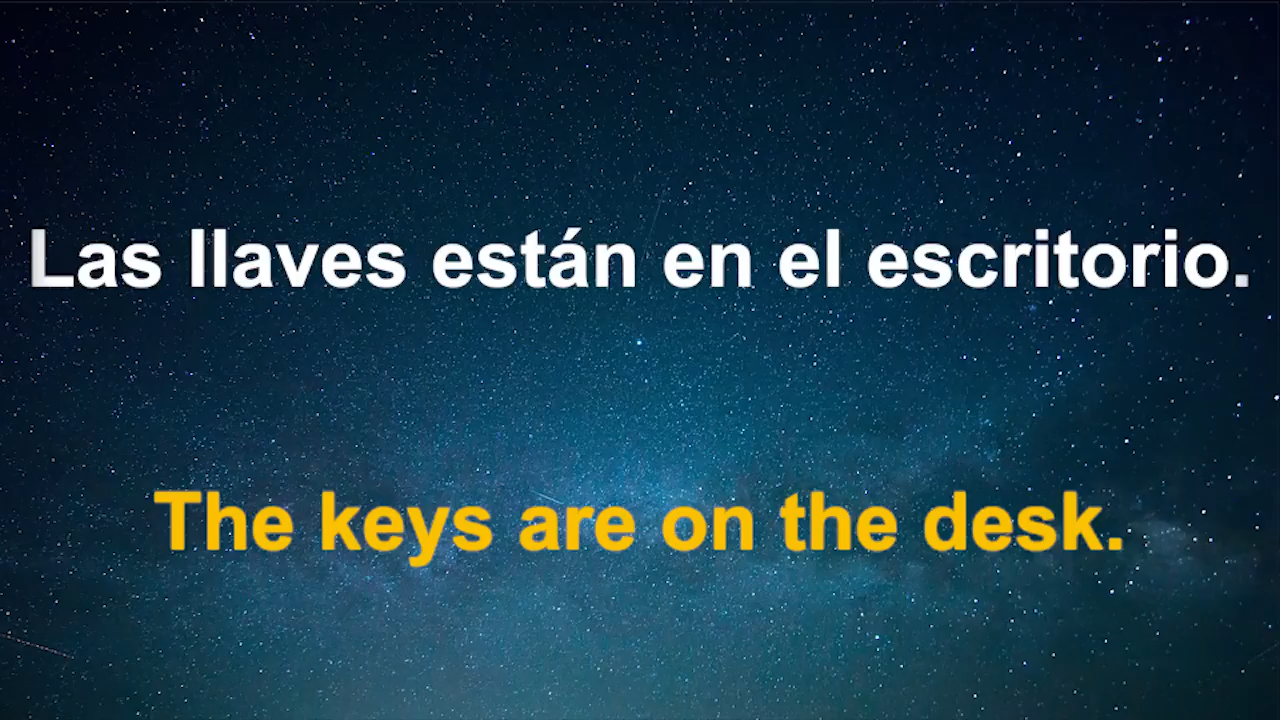 Las llaves están en el escritorio.
The keys are on the desk.